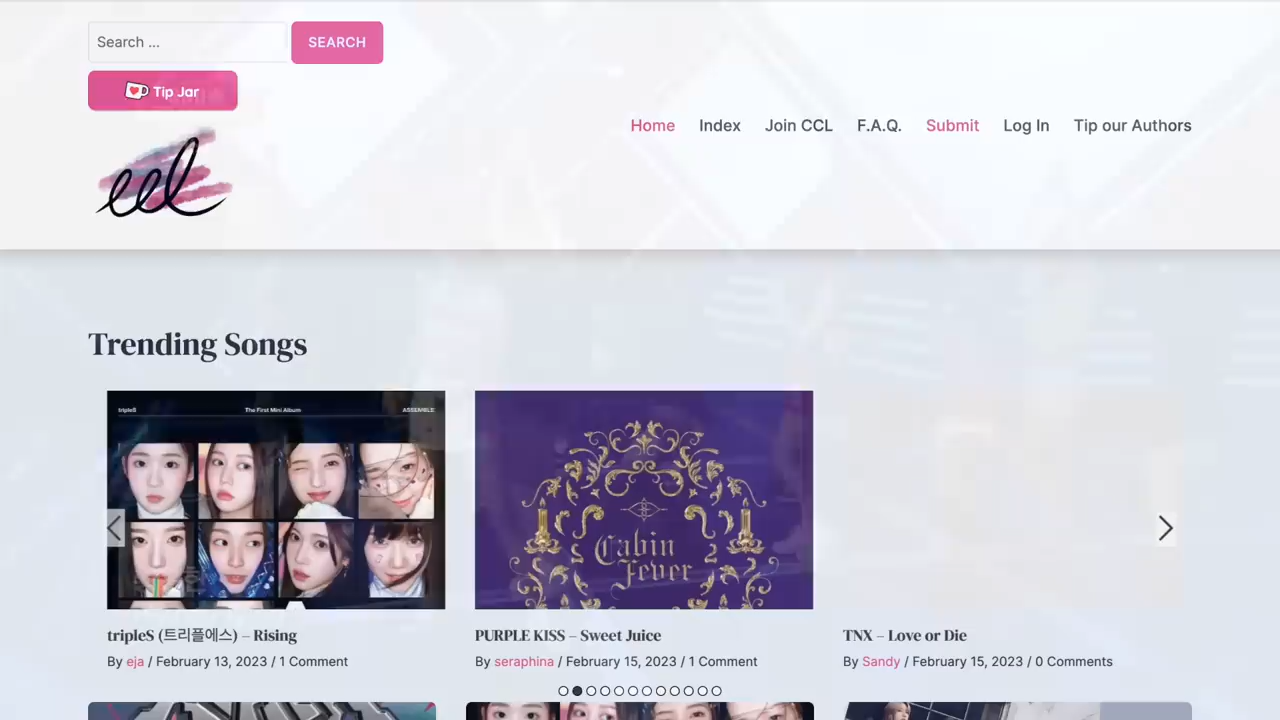 Search ...
SEARCH
Tip Jar
ccl
Home
Index
Join CCL
F.A.Q.
Submit
Log In
Tip our Authors
Trending Songs
tripleS
The First Mini Album
ASSEMBLE
Cabin
Fever
tripleS (트리플에스) – Rising
By eja / February 13, 2023 / 1 Comment
PURPLE KISS – Sweet Juice
By seraphina / February 15, 2023 / 1 Comment
TNX – Love or Die
By Sandy / February 15, 2023 / 0 Comments